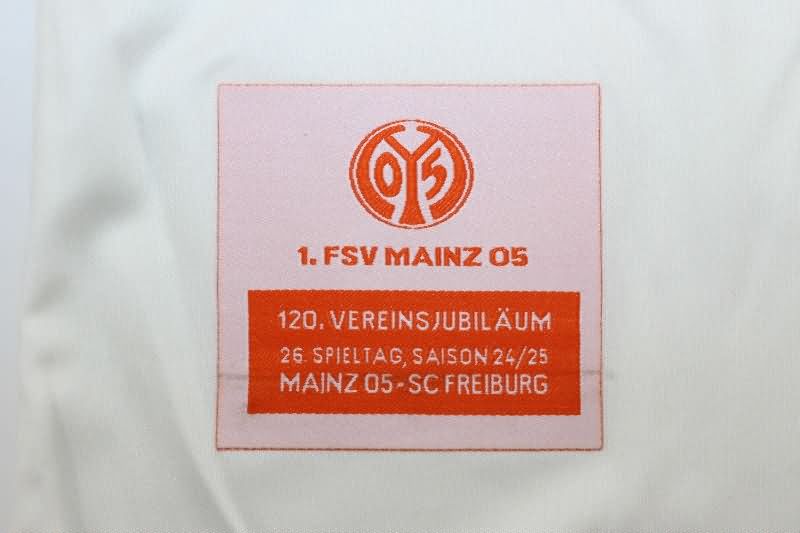 05
1. FSV MAINZ 05
120. VEREINSJUBILÄUM
26. SPIELTAG, SAISON 24/25
MAINZ 05-SC FREIBURG